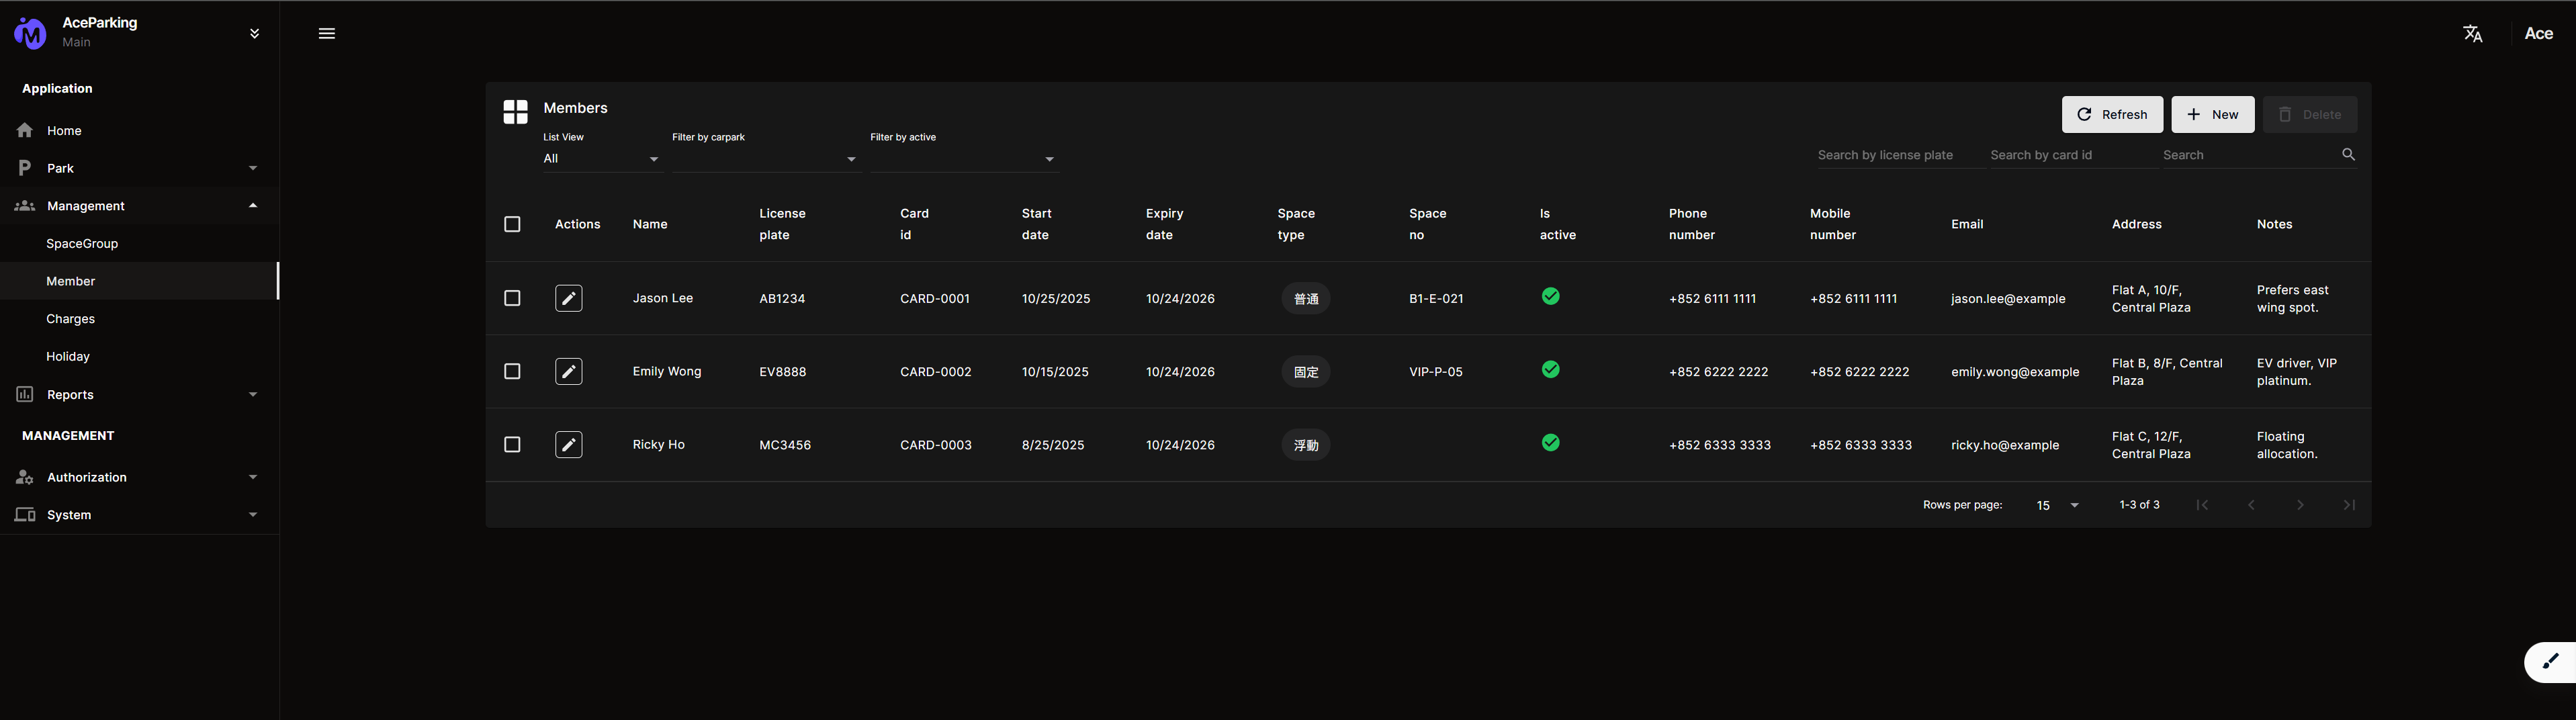 AceParking
Main
Ace
Application
Home
Park
Management
SpaceGroup
Member
Charges
Holiday
Reports
MANAGEMENT
Authorization
System
Members
Refresh
New
Delete
List View
All
Filter by carpark
Filter by active
Search by license plate
Search by card id
Search
Actions
Name
License
plate
Card
id
Start
date
Expiry
date
Space
type
Space
no
Is
active
Phone
number
Mobile
number
Email
Address
Notes
Jason Lee
AB1234
CARD-0001
10/25/2025
10/24/2026
普通
B1-E-021
+852 6111 1111
+852 6111 1111
jason.lee@example
Flat A, 10/F,
Central Plaza
Prefers east
wing spot.
Emily Wong
EV8888
CARD-0002
10/15/2025
10/24/2026
固定
VIP-P-05
+852 6222 2222
+852 6222 2222
emily.wong@example
Flat B, 8/F, Central
Plaza
EV driver, VIP
platinum.
Ricky Ho
MC3456
CARD-0003
8/25/2025
10/24/2026
浮動
+852 6333 3333
+852 6333 3333
ricky.ho@example
Flat C, 12/F,
Central Plaza
Floating
allocation.
Rows per page:
15
1-3 of 3